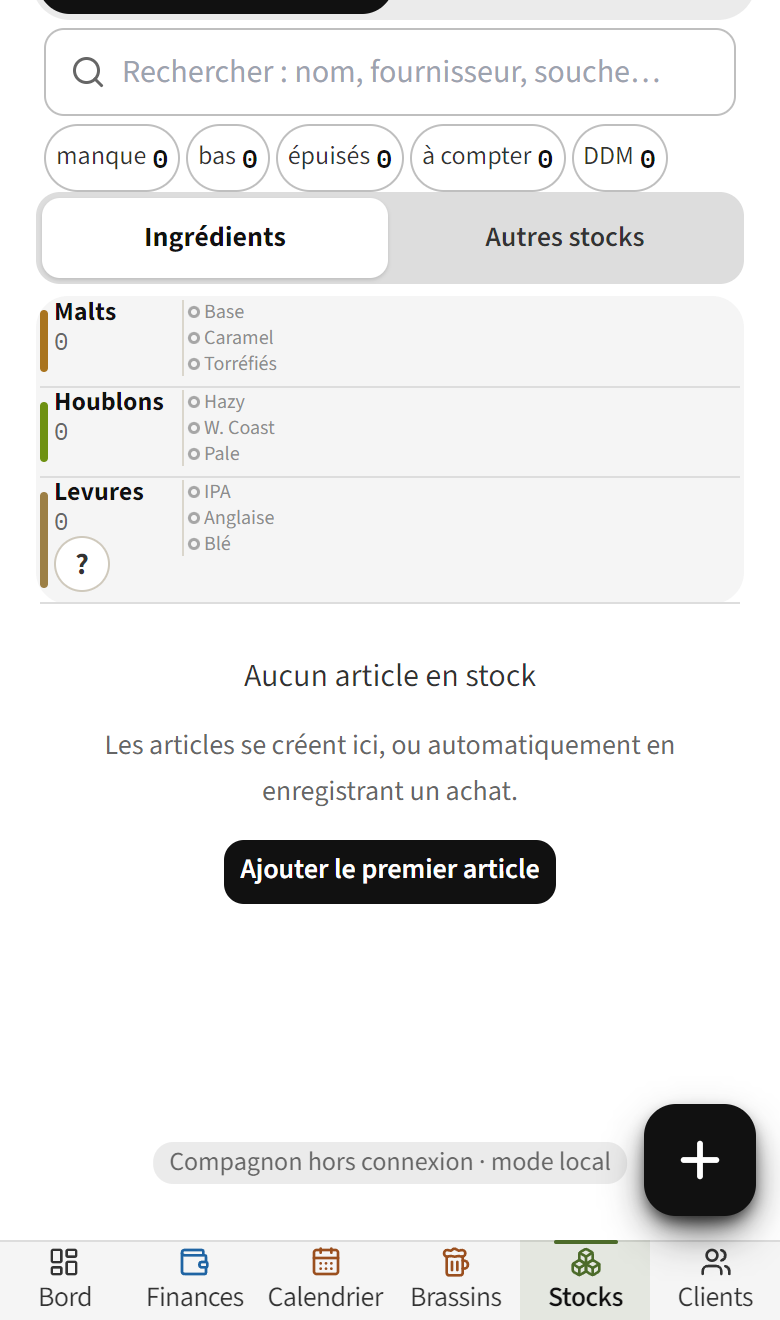 Rechercher : nom, fournisseur, souche…
manque 0 bas 0 épuisés 0 à compter 0 DDM 0
Ingrédients Autres stocks
Malts
0
Base
Caramel
Torréfiés
Houblons
0
Hazy
W. Coast
Pale
Levures
0
?
IPA
Anglaise
Blé
Aucun article en stock
Les articles se créent ici, ou automatiquement en
enregistrant un achat.
Ajouter le premier article
Compagnon hors connexion · mode local
+
Bord Finances Calendrier Brassins Stocks Clients